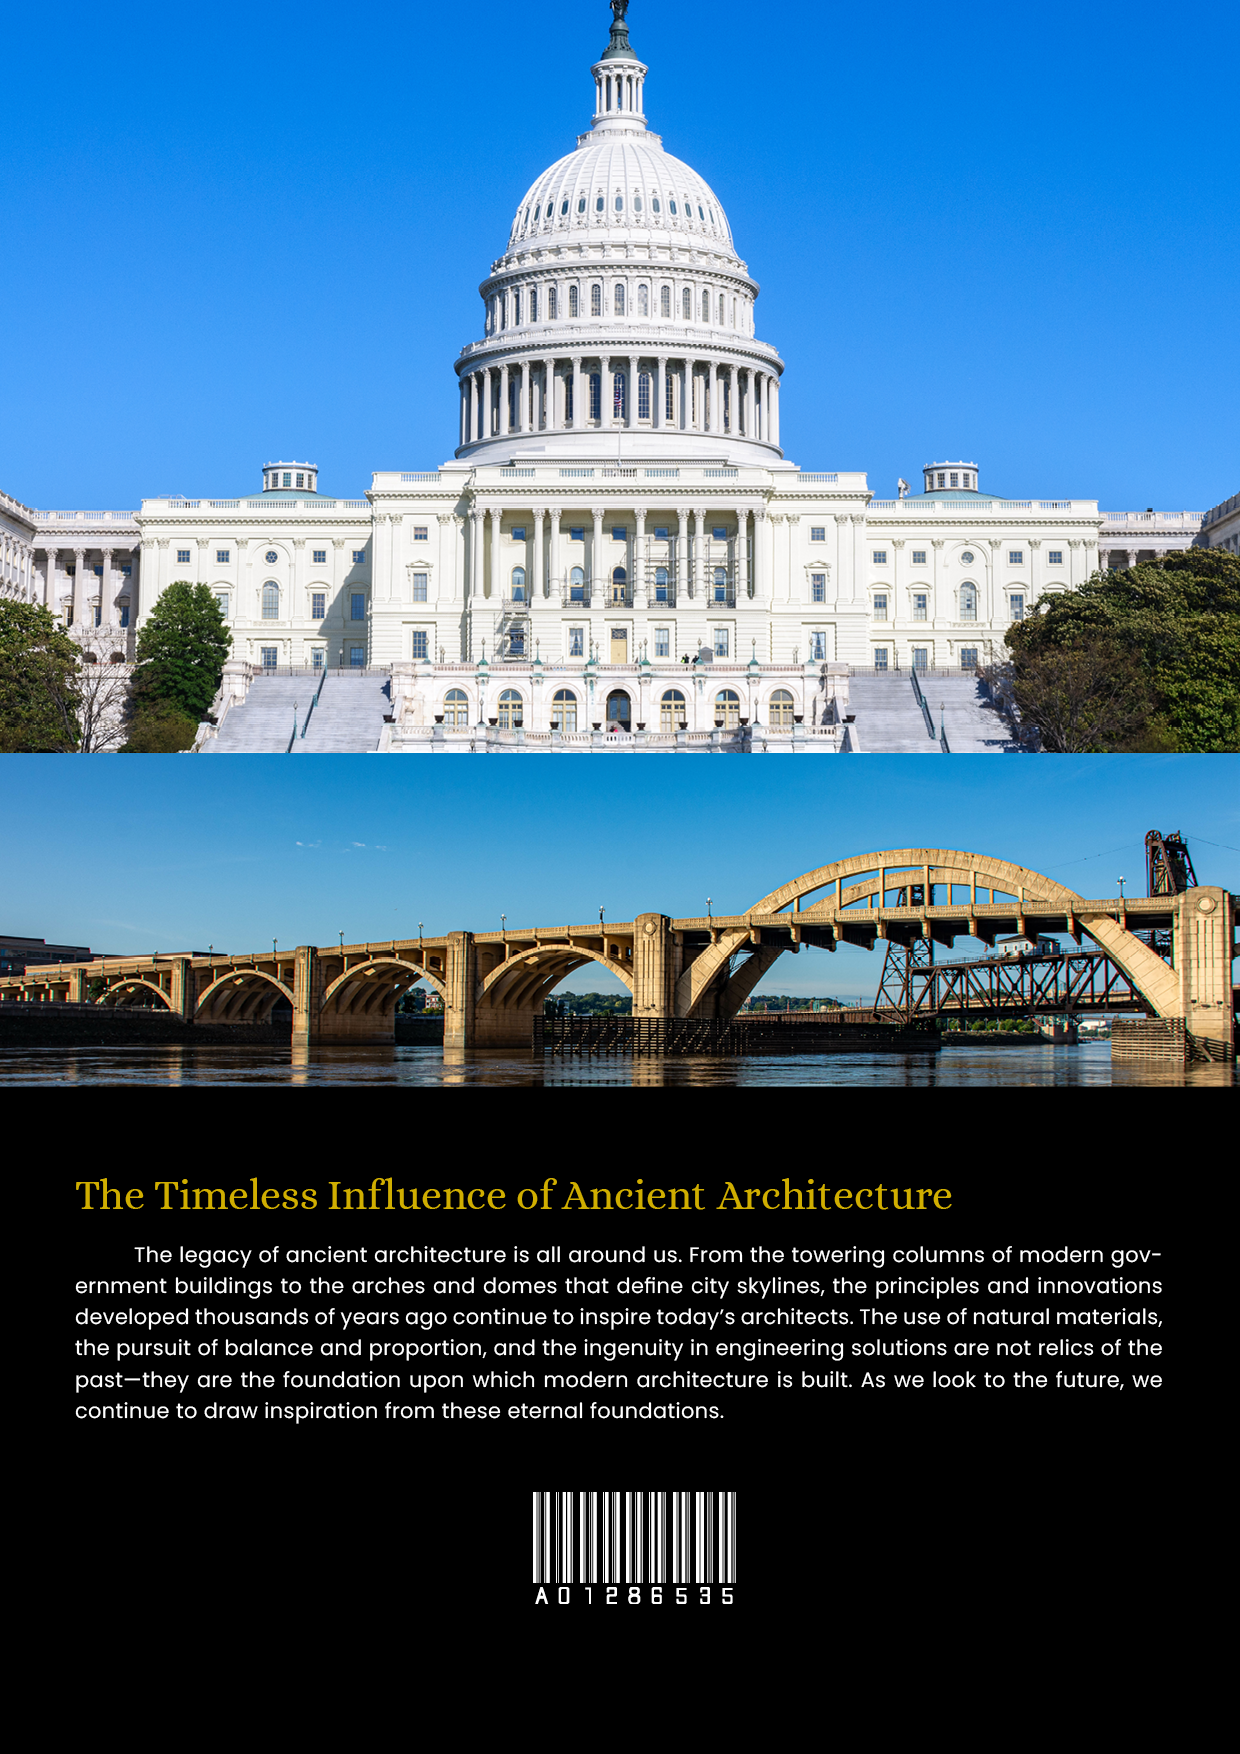 The Timeless Influence of Ancient Architecture
The legacy of ancient architecture is all around us. From the towering columns of modern gov-
ernment buildings to the arches and domes that define city skylines, the principles and innovations
developed thousands of years ago continue to inspire today’s architects. The use of natural materials,
the pursuit of balance and proportion, and the ingenuity in engineering solutions are not relics of the
past—they are the foundation upon which modern architecture is built. As we look to the future, we
continue to draw inspiration from these eternal foundations.
A01286535